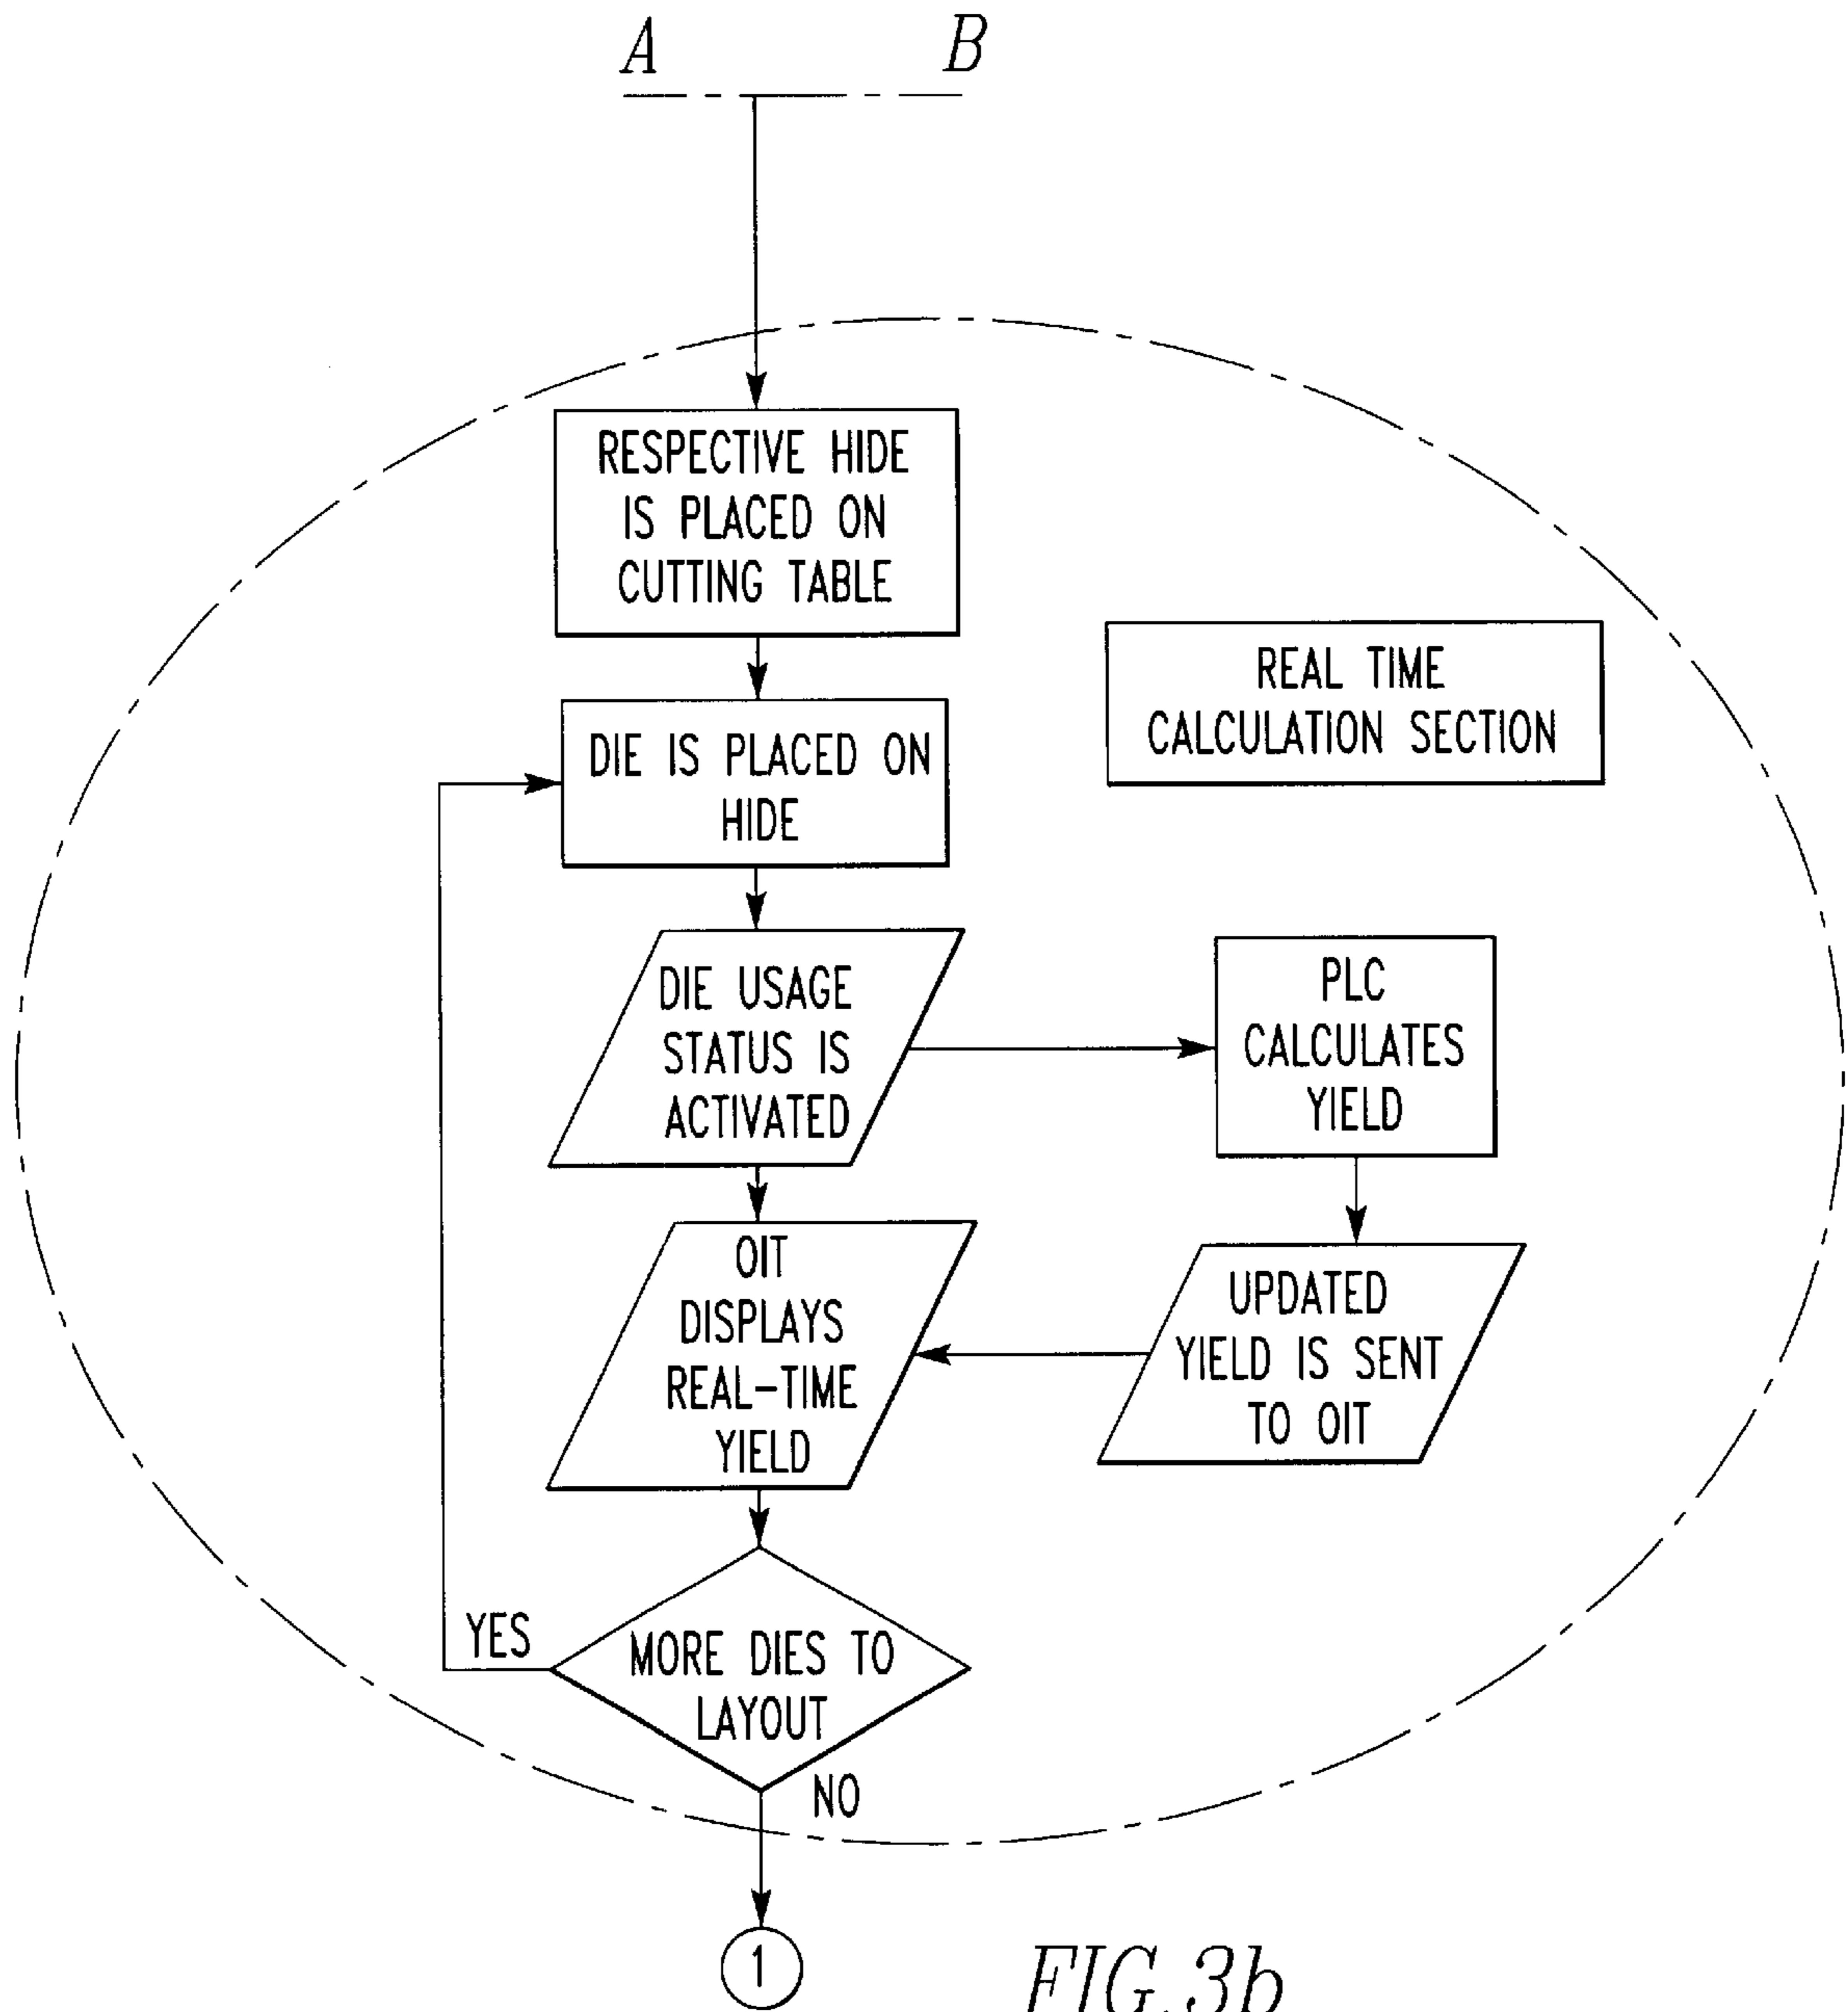 A B
RESPECTIVE HIDE
IS PLACED ON
CUTTING TABLE
REAL TIME
CALCULATION SECTION
DIE IS PLACED ON
HIDE
DIE USAGE
STATUS IS
ACTIVATED
PLC
CALCULATES
YIELD
OIT
DISPLAYS
REAL-TIME
YIELD
UPDATED
YIELD IS SENT
TO OIT
YES
MORE DIES TO
LAYOUT
NO
1
FIG.3b